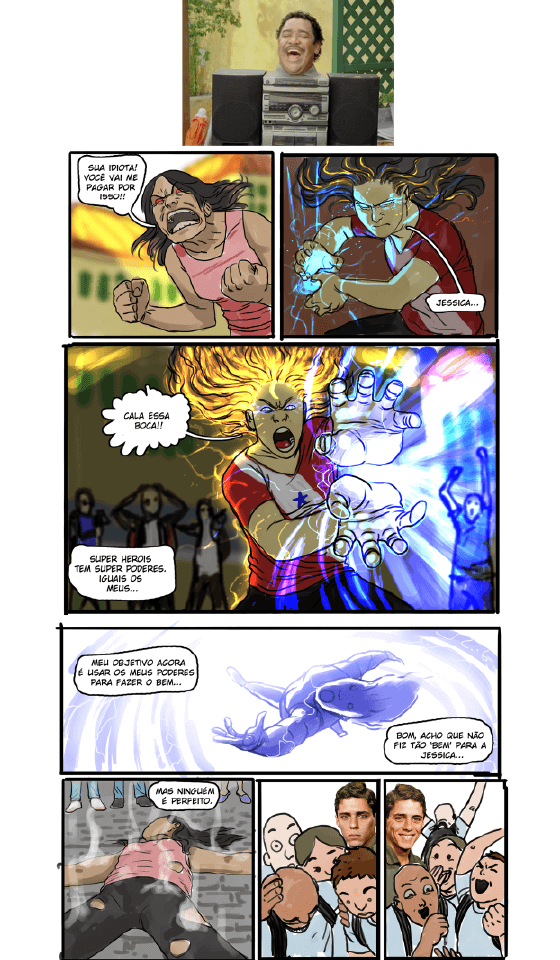 SUA IDIOTA!
VOCÊ VAI ME
PAGAR POR
ISSO!!
JESSICA...
CALA ESSA
BOCA!!
SUPER HEROIS
TEM SUPER PODERES.
IGUAIS OS
MEUS...
MEU OBJETIVO AGORA
É USAR OS MEUS PODERES
PARA FAZER O BEM...
BOM, ACHO QUE NÃO
FIZ TÃO 'BEM' PARA A
JESSICA...
MAS NINGUÉM
É PERFEITO.